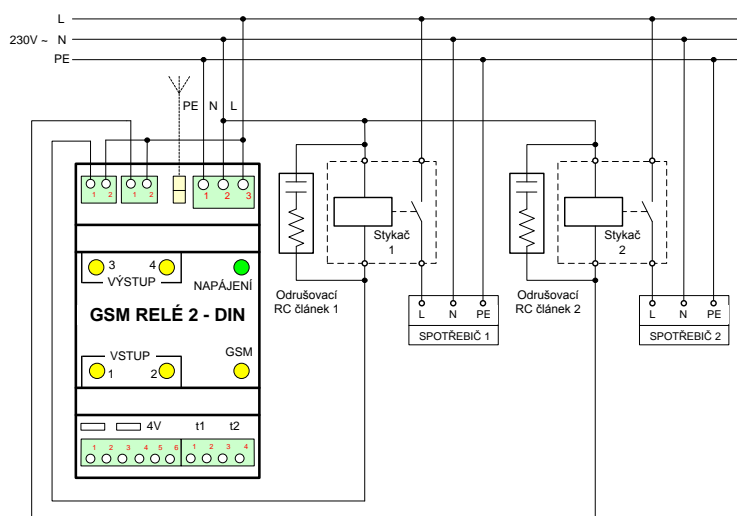 L
230V ~ N
PE
PE N L
1 2 1 2 1 2 3
3 4
VÝSTUP
NAPÁJENÍ
GSM RELÉ 2 - DIN
VSTUP
GSM
1 2
4V t1 t2
1 2 3 4 5 6 1 2 3 4
Stykač
1
Odrušovací
RC článek 1
L N PE
SPOTŘEBIČ 1
Stykač
2
Odrušovací
RC článek 2
L N PE
SPOTŘEBIČ 2